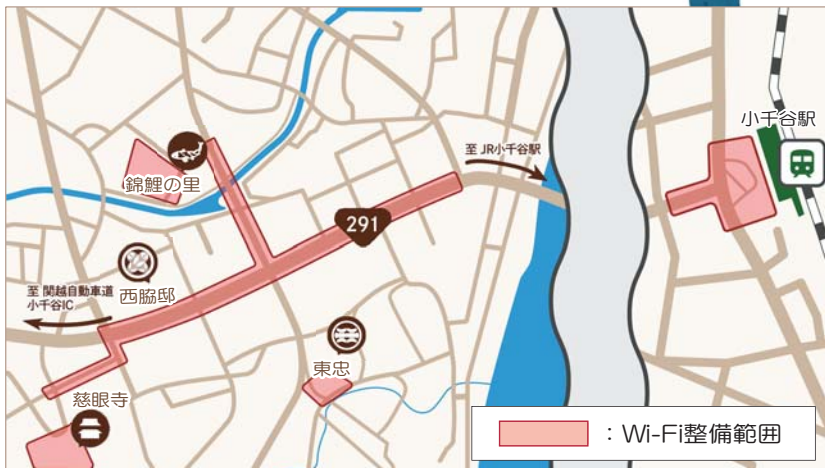 小千谷駅
至 JR小千谷駅
錦鯉の里
291
至 関越自動車道
小千谷IC
西脇邸
東忠
慈眼寺
：Wi-Fi整備範囲